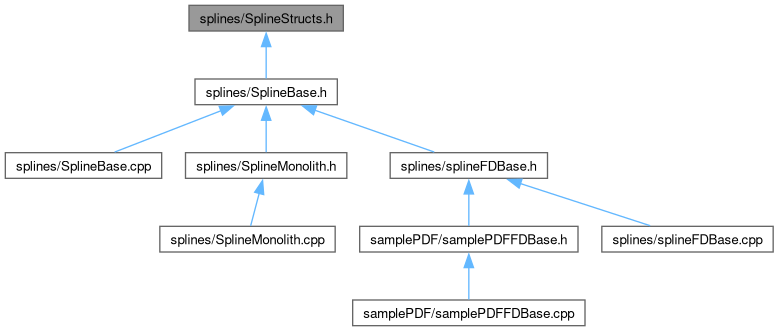 splines/SplineStructs.h
splines/SplineBase.h
splines/SplineBase.cpp
splines/SplineMonolith.h
splines/splineFDBase.h
splines/SplineMonolith.cpp
samplePDF/samplePDFFDBase.h
splines/splineFDBase.cpp
samplePDF/samplePDFFDBase.cpp